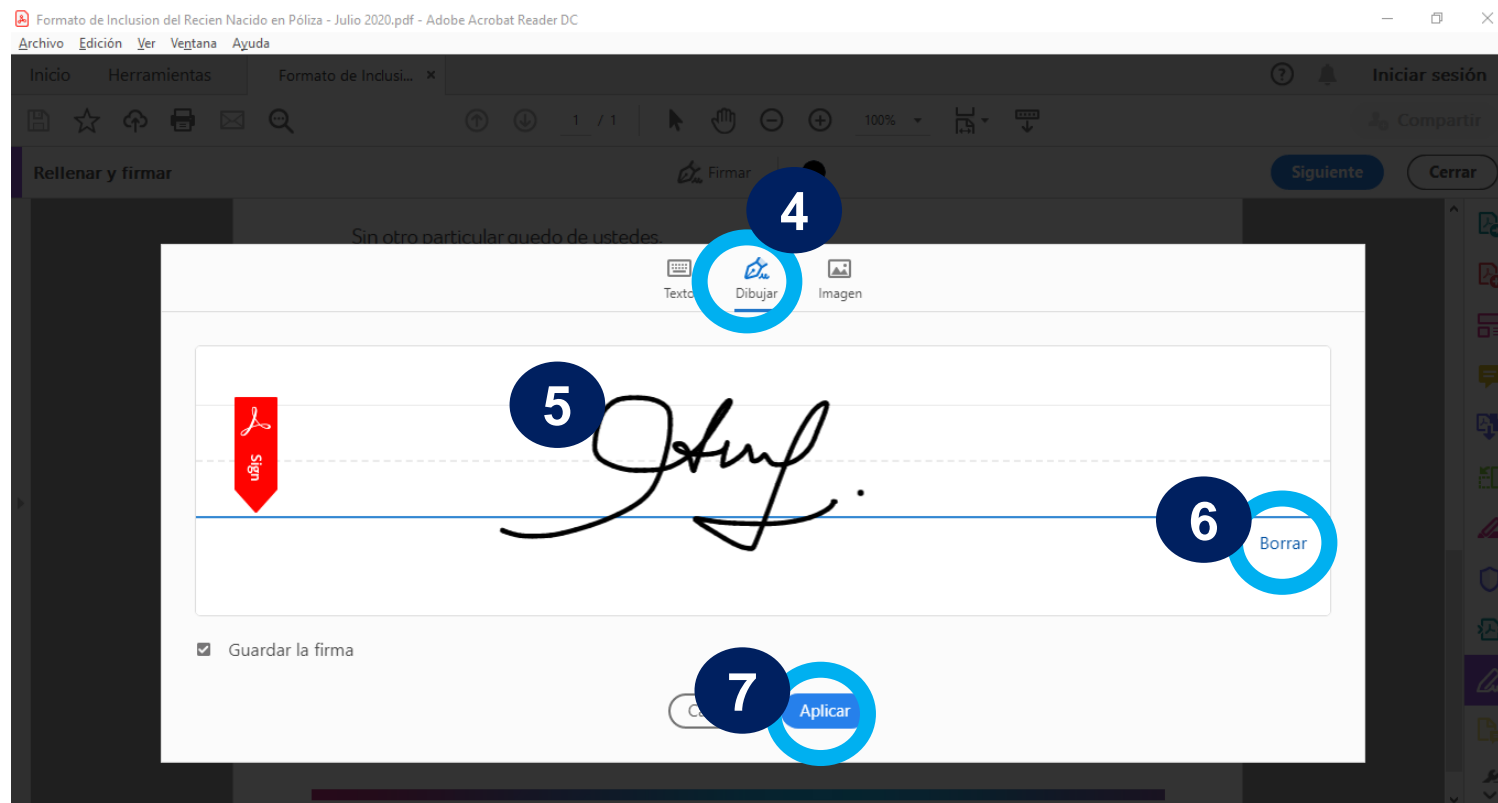 Formato de Inclusion del Recien Nacido en Póliza - Julio 2020.pdf - Adobe Acrobat Reader DC
Archivo Edición Ver Ventana Ayuda
Inicio Herramientas Formato de Inclusi... ×
Iniciar sesión
1 / 1 100%
Compartir
Rellenar y firmar
Firmar
Siguiente Cerrar
4
Sin otro particular quedo de ustedes.
Texto Dibujar Imagen
5
Sign
6
Borrar
Guardar la firma
7
Aplicar